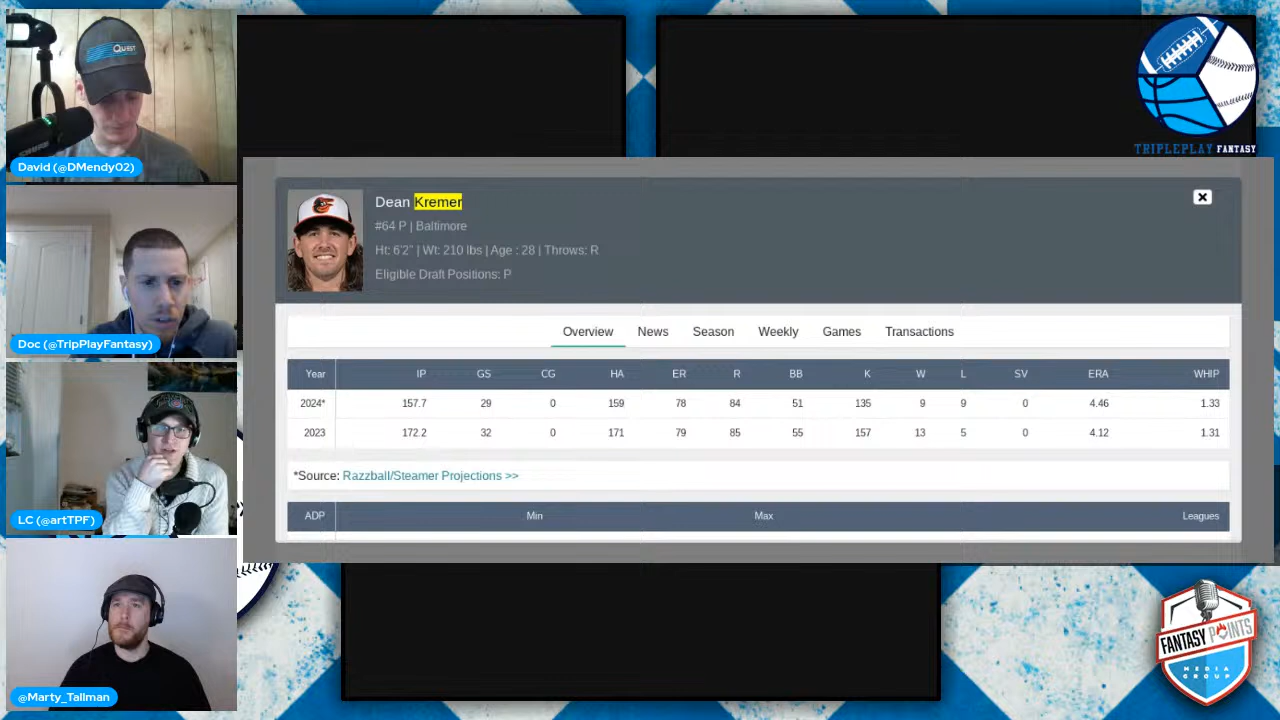 QUEST
SHURE
David (@DMendy02)
Doc (@TripPlayFantasy)
LC (@artTPF)
@Marty_Tallman
TRIPLEPLAY FANTASY
Dean Kremer
#64 P | Baltimore
Ht: 6'2" | Wt: 210 lbs | Age : 28 | Throws: R
Eligible Draft Positions: P
Overview News Season Weekly Games Transactions
Year IP GS CG HA ER R BB K W L SV ERA WHIP
2024* 157.7 29 0 159 78 84 51 135 9 9 0 4.46 1.33
2023 172.2 32 0 171 79 85 55 157 13 5 0 4.12 1.31
*Source: Razzball/Steamer Projections >>
ADP Min Max Leagues
FANTASY POINTS
MEDIA
GROUP